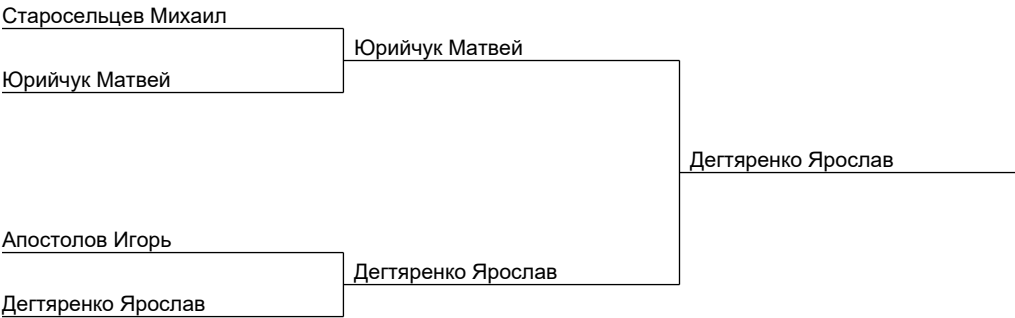 Старосельцев Михаил
Юрийчук Матвей
Юрийчук Матвей
Дегтяренко Ярослав
Апостолов Игорь
Дегтяренко Ярослав
Дегтяренко Ярослав